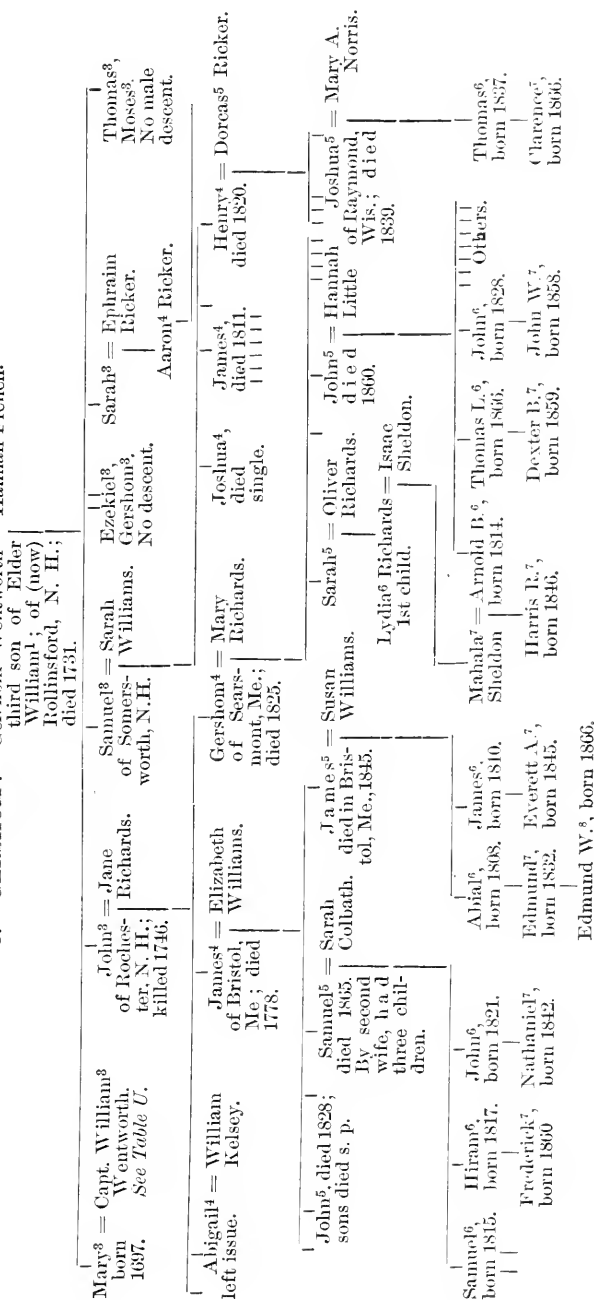 Gershom Wentworth Hannah French.
third son of Elder
William¹; of (now)
Rollinsford, N. H.;
died 1731.
Mary³ = Capt. William³
born Wentworth.
1697. See Table U.
John³ = Jane
of Roches- Richards.
ter, N. H.;
killed 1746.
Samuel³ = Sarah
of Somers- Williams.
worth, N.H.
Ezekiel³,
Gershom³.
No descent.
Sarah³ = Ephraim
Ricker.
Aaron⁴ Ricker.
Thomas³,
Moses³.
No male
descent.
Abigail⁴ = William
left issue. Kelsey.
James⁴ = Elizabeth
of Bristol, Williams.
Me; died
1778.
Gershom⁴ = Mary
of Sears- Richards.
mont, Me.;
died 1825.
Joshua⁴,
died
single.
James⁴,
died 1811.
Henry⁴ = Dorcas⁵ Ricker.
died 1820.
John⁵, died 1828;
sons died s. p.
Samuel⁵ = Sarah
died 1865. Colbath.
By second
wife, had
three chil-
dren.
James⁵ = Susan
died in Bris- Williams.
tol, Me., 1845.
Sarah⁵ = Oliver
Richards.
Lydia⁶ Richards = Isaac
1st child. Sheldon.
John⁵ = Hannah
died Little
1860.
Joshua⁵ = Mary A.
of Raymond, Norris.
Wis.; died
1839.
Samuel⁶,
born 1815.
Hiram⁶,
born 1817.
Frederick⁷,
born 1860
John⁶,
born 1821.
Nathaniel⁷,
born 1842.
Abial⁶,
born 1808.
Edmund⁷,
born 1832.
Edmund W.⁸, born 1866.
James⁶,
born 1810.
Everett A.⁷,
born 1845.
Mahala⁷ = Arnold B.⁶,
Sheldon born 1814.
Harris R.⁷,
born 1846.
Thomas L.⁶,
born 1866.
Dexter B.⁷,
born 1859.
John⁶,
born 1828.
John W.⁷,
born 1858.
Others.
Thomas⁶,
born 1837.
Clarence⁷,
born 1866.